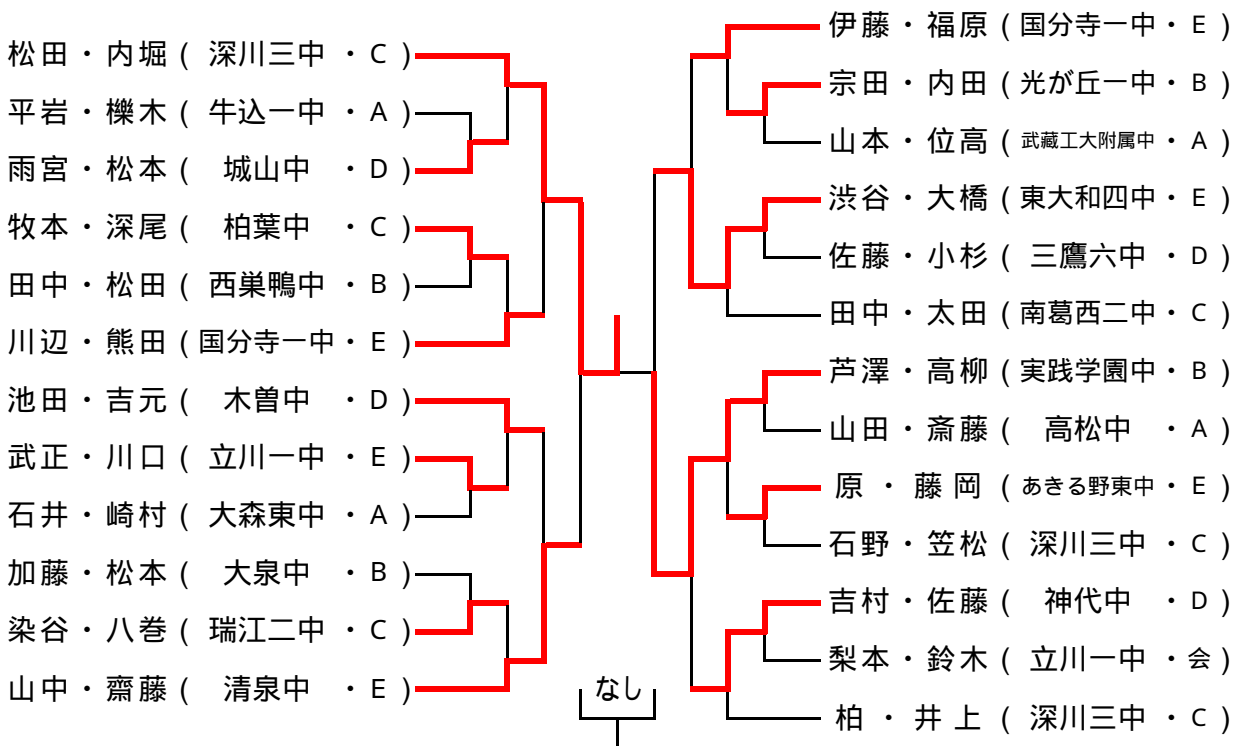 松田・内堀 ( 深川三中 ・ C )
平岩・櫟木 ( 牛込一中 ・ A )
雨宮・松本 ( 城山中 ・ D )
牧本・深尾 ( 柏葉中 ・ C )
田中・松田 ( 西巣鴨中 ・ B )
川辺・熊田 ( 国分寺一中 ・ E )
池田・吉元 ( 木曽中 ・ D )
武正・川口 ( 立川一中 ・ E )
石井・崎村 ( 大森東中 ・ A )
加藤・松本 ( 大泉中 ・ B )
染谷・八巻 ( 瑞江二中 ・ C )
山中・齋藤 ( 清泉中 ・ E )
伊藤・福原 ( 国分寺一中 ・ E )
宗田・内田 ( 光が丘一中 ・ B )
山本・位高 ( 武蔵工大附属中 ・ A )
渋谷・大橋 ( 東大和四中 ・ E )
佐藤・小杉 ( 三鷹六中 ・ D )
田中・太田 ( 南葛西二中 ・ C )
芦澤・高柳 ( 実践学園中 ・ B )
山田・斎藤 ( 高松中 ・ A )
原・藤岡 ( あきる野東中 ・ E )
石野・笠松 ( 深川三中 ・ C )
吉村・佐藤 ( 神代中 ・ D )
梨本・鈴木 ( 立川一中 ・ 会 )
柏・井上 ( 深川三中 ・ C )
なし